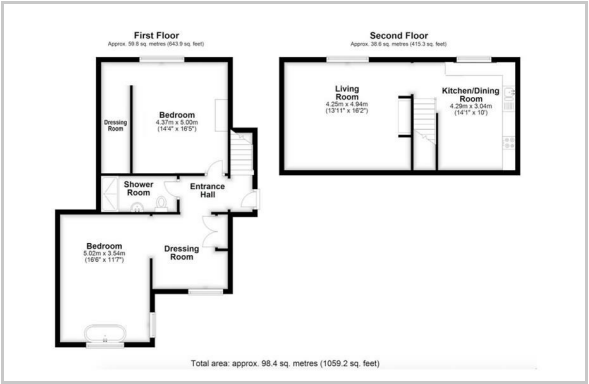 First Floor
Approx. 59.8 sq. metres (643.9 sq. feet)
Bedroom
4.37m x 5.00m
(14'4" x 16'5")
Dressing
Room
Shower
Room
Entrance
Hall
Bedroom
5.02m x 3.54m
(16'6" x 11'7")
Dressing
Room
Second Floor
Approx. 38.6 sq. metres (415.3 sq. feet)
Living
Room
4.25m x 4.94m
(13'11" x 16'2")
Kitchen/Dining
Room
4.29m x 3.04m
(14'1" x 10')
Total area: approx. 98.4 sq. metres (1059.2 sq. feet)